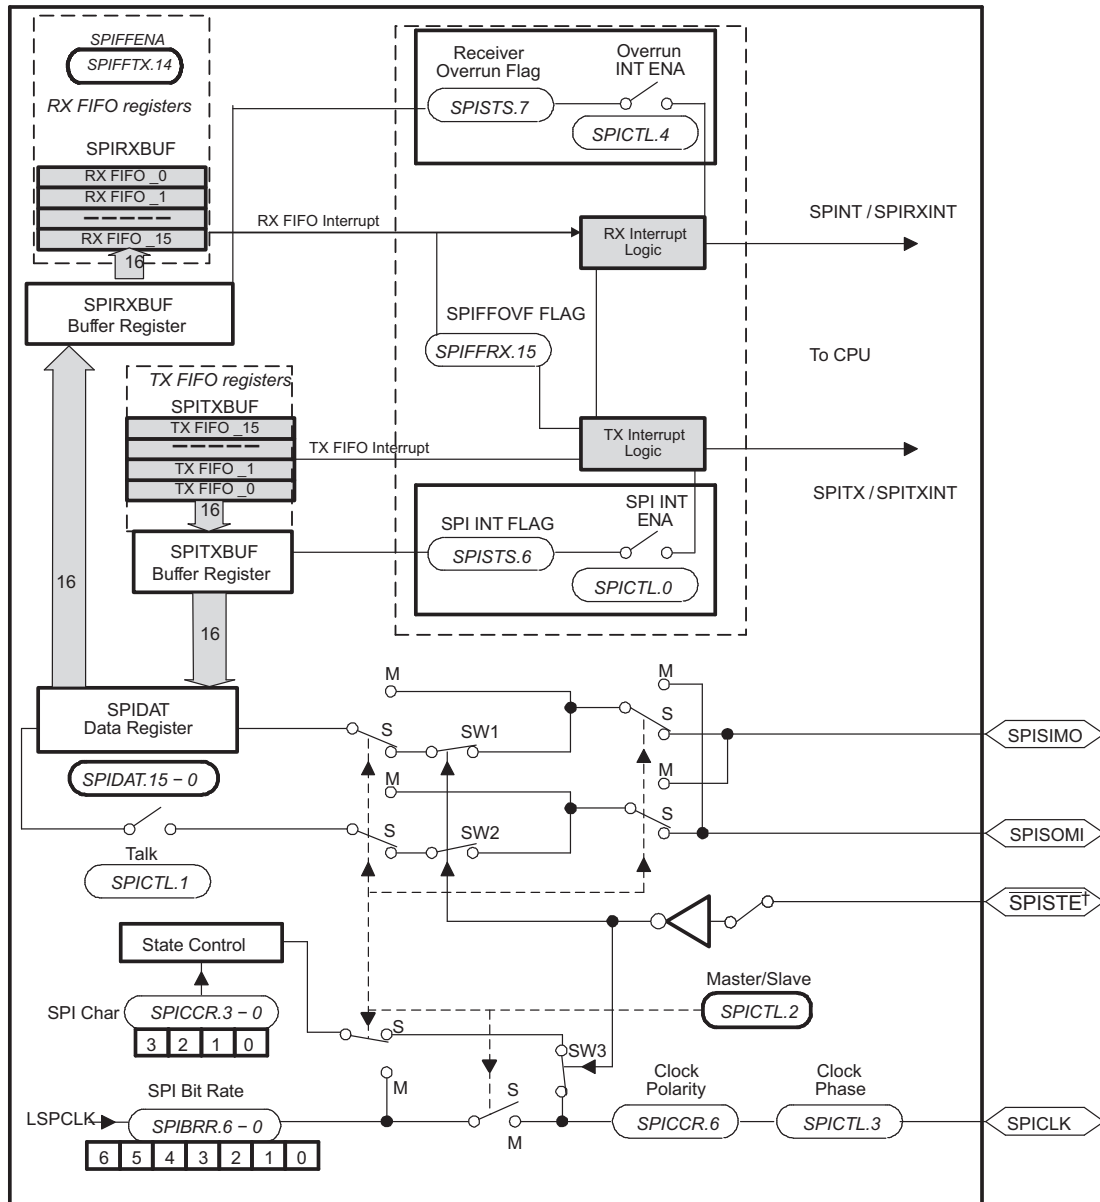 SPIFFENA
SPIFFTX.14
RX FIFO registers
SPIRXBUF
RX FIFO _0
RX FIFO _1
RX FIFO _15
16
SPIRXBUF
Buffer Register
Receiver
Overrun Flag
SPISTS.7
Overrun
INT ENA
SPICTL.4
RX FIFO Interrupt
RX Interrupt
Logic
SPINT / SPIRXINT
SPIFFOVF FLAG
SPIFFRX.15
To CPU
TX FIFO registers
SPITXBUF
TX FIFO _15
TX FIFO _1
TX FIFO _0
16
TX FIFO Interrupt
TX Interrupt
Logic
SPITX / SPITXINT
SPITXBUF
Buffer Register
SPI INT FLAG
SPISTS.6
SPI INT
ENA
SPICTL.0
16
16
SPIDAT
Data Register
SPIDAT.15 − 0
M
S
SW1
M
S
SPISIMO
M
S
SW2
M
S
SPISOMI
Talk
SPICTL.1
SPISTE†
State Control
Master/Slave
SPICTL.2
SPI Char
SPICCR.3 − 0
3 2 1 0
S
M
SW3
SPI Bit Rate
LSPCLK
SPIBRR.6 − 0
6 5 4 3 2 1 0
S
M
Clock
Polarity
SPICCR.6
Clock
Phase
SPICTL.3
SPICLK